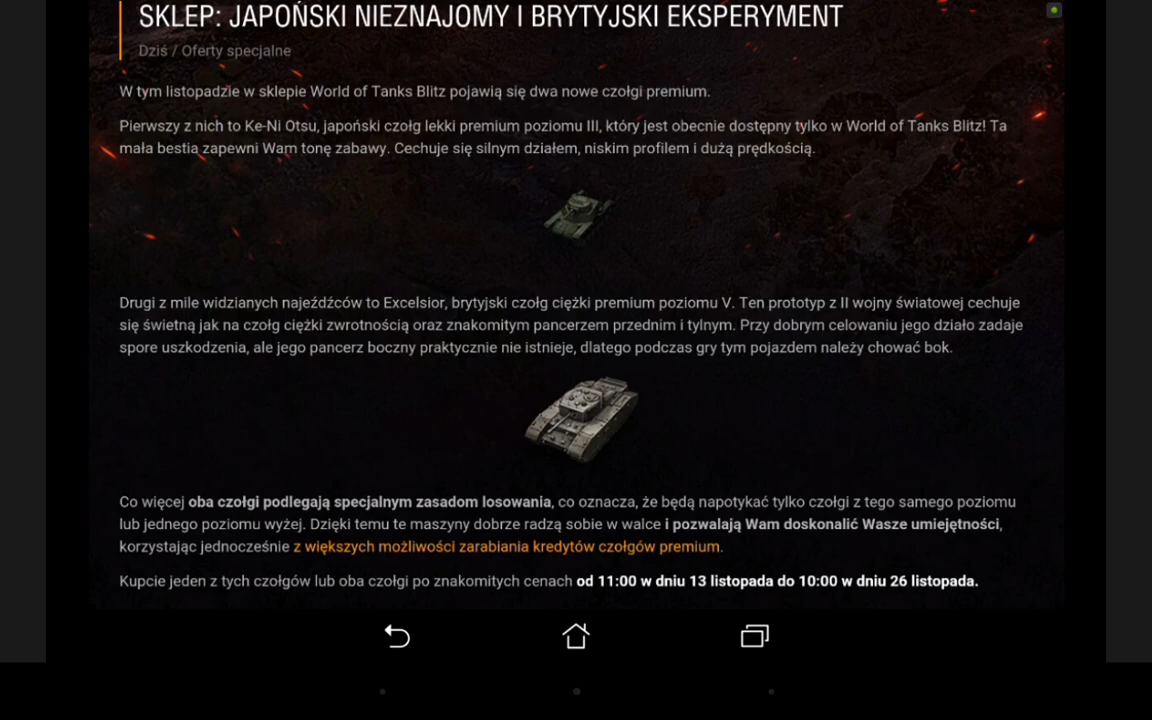 SKLEP: JAPOŃSKI NIEZNAJOMY I BRYTYJSKI EKSPERYMENT
Dziś / Oferty specjalne
W tym listopadzie w sklepie World of Tanks Blitz pojawią się dwa nowe czołgi premium.
Pierwszy z nich to Ke-Ni Otsu, japoński czołg lekki premium poziomu III, który jest obecnie dostępny tylko w World of Tanks Blitz! Ta
mała bestia zapewni Wam tonę zabawy. Cechuje się silnym działem, niskim profilem i dużą prędkością.
Drugi z mile widzianych najeźdźców to Excelsior, brytyjski czołg ciężki premium poziomu V. Ten prototyp z II wojny światowej cechuje
się świetną jak na czołg ciężki zwrotnością oraz znakomitym pancerzem przednim i tylnym. Przy dobrym celowaniu jego działo zadaje
spore uszkodzenia, ale jego pancerz boczny praktycznie nie istnieje, dlatego podczas gry tym pojazdem należy chować bok.
Co więcej oba czołgi podlegają specjalnym zasadom losowania, co oznacza, że będą napotykać tylko czołgi z tego samego poziomu
lub jednego poziomu wyżej. Dzięki temu te maszyny dobrze radzą sobie w walce i pozwalają Wam doskonalić Wasze umiejętności,
korzystając jednocześnie z większych możliwości zarabiania kredytów czołgów premium.
Kupcie jeden z tych czołgów lub oba czołgi po znakomitych cenach od 11:00 w dniu 13 listopada do 10:00 w dniu 26 listopada.